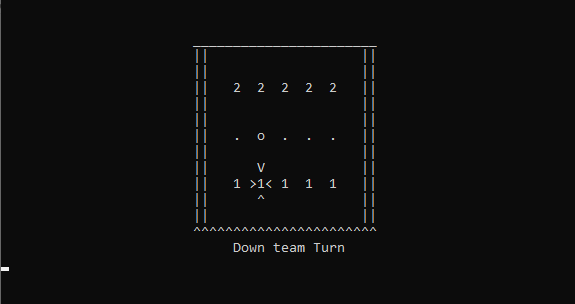 2 2 2 2 2
. o . . .
V
1 >1< 1 1 1
^
^^^^^^^^^^^^^^^^^^^^^^^
Down team Turn